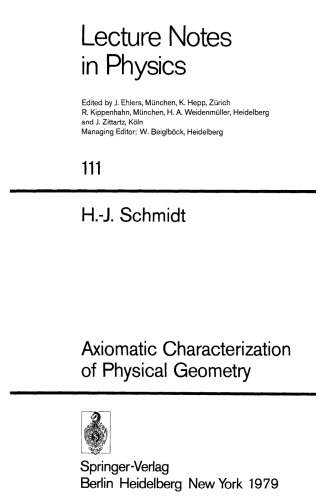 Lecture Notes
in Physics
Edited by J. Ehlers, München, K. Hepp, Zürich
R. Kippenhahn, München, H. A. Weidenmüller, Heidelberg
and J. Zittartz, Köln
Managing Editor: W. Beiglböck, Heidelberg
111
H.-J. Schmidt
Axiomatic Characterization
of Physical Geometry
Springer-Verlag
Berlin Heidelberg New York 1979